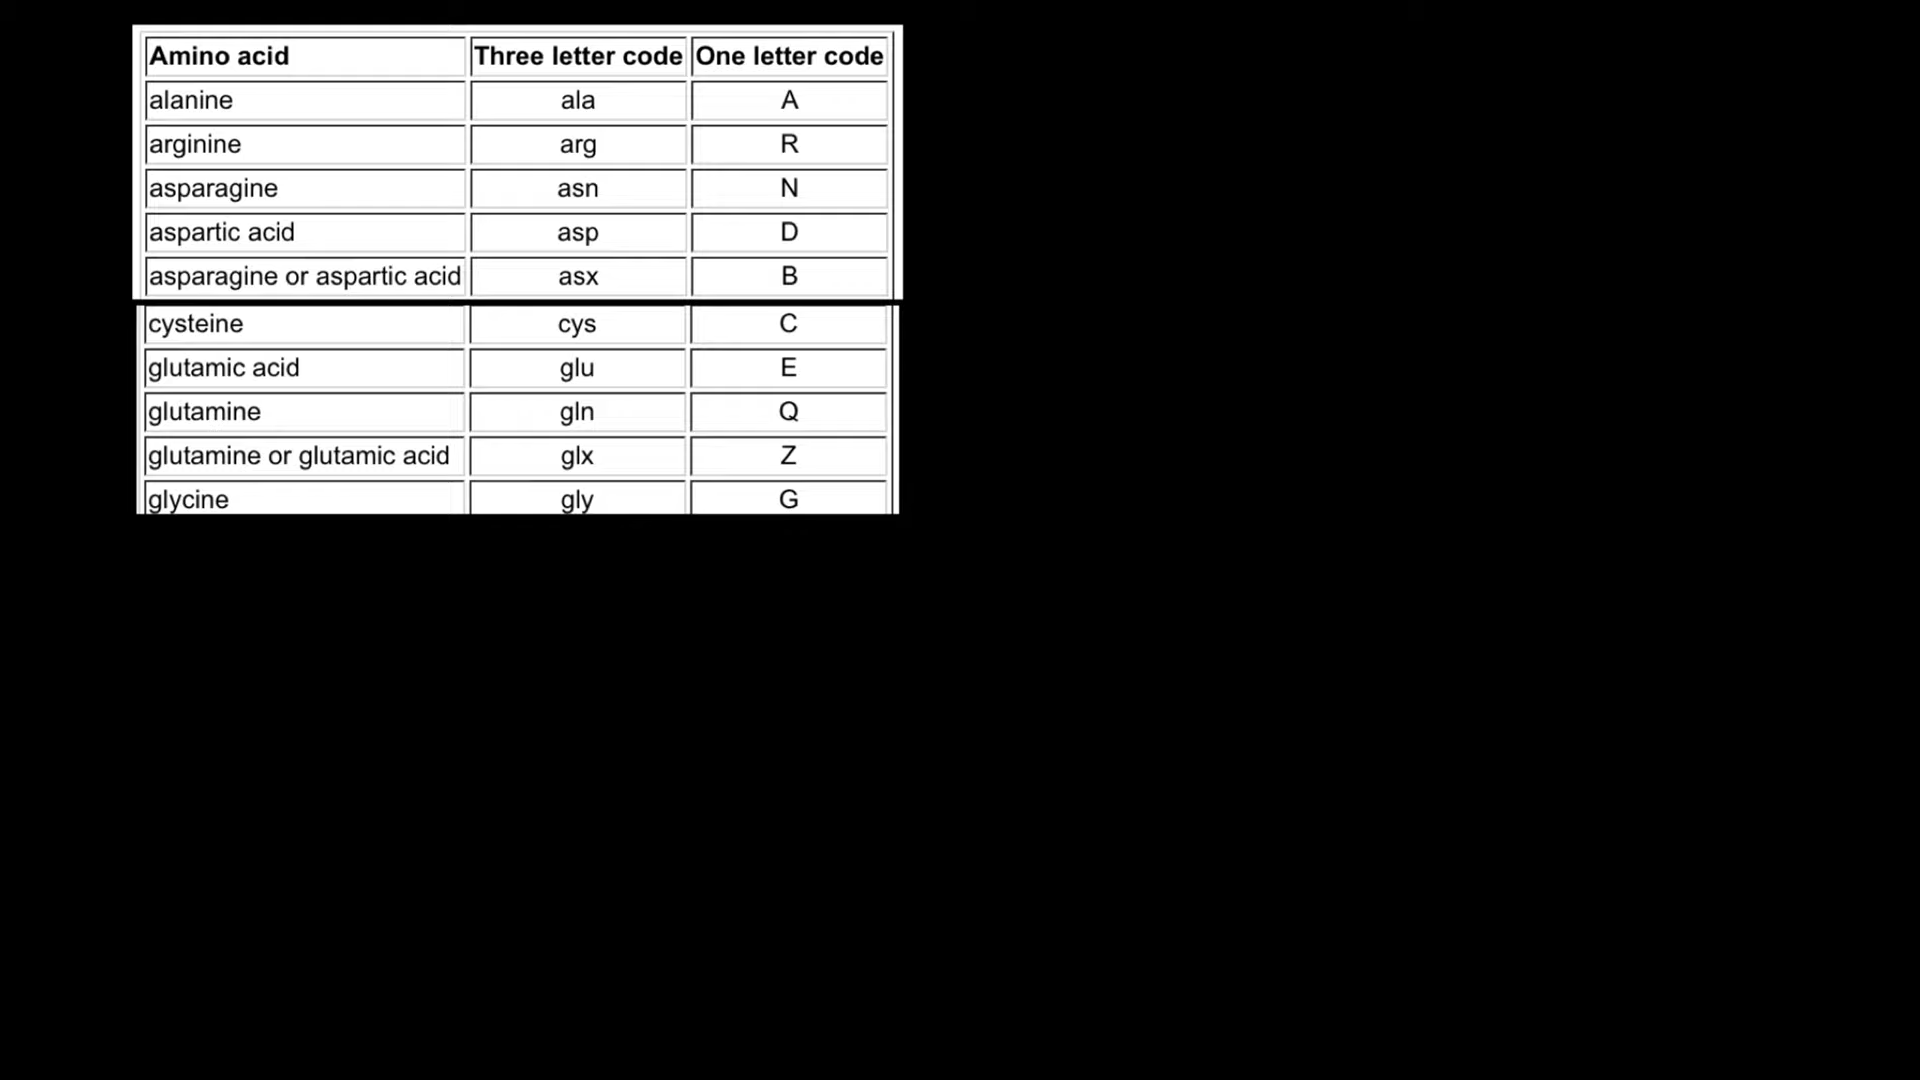 Amino acid Three letter code One letter code
alanine ala A
arginine arg R
asparagine asn N
aspartic acid asp D
asparagine or aspartic acid asx B
cysteine cys C
glutamic acid glu E
glutamine gln Q
glutamine or glutamic acid glx Z
glycine gly G